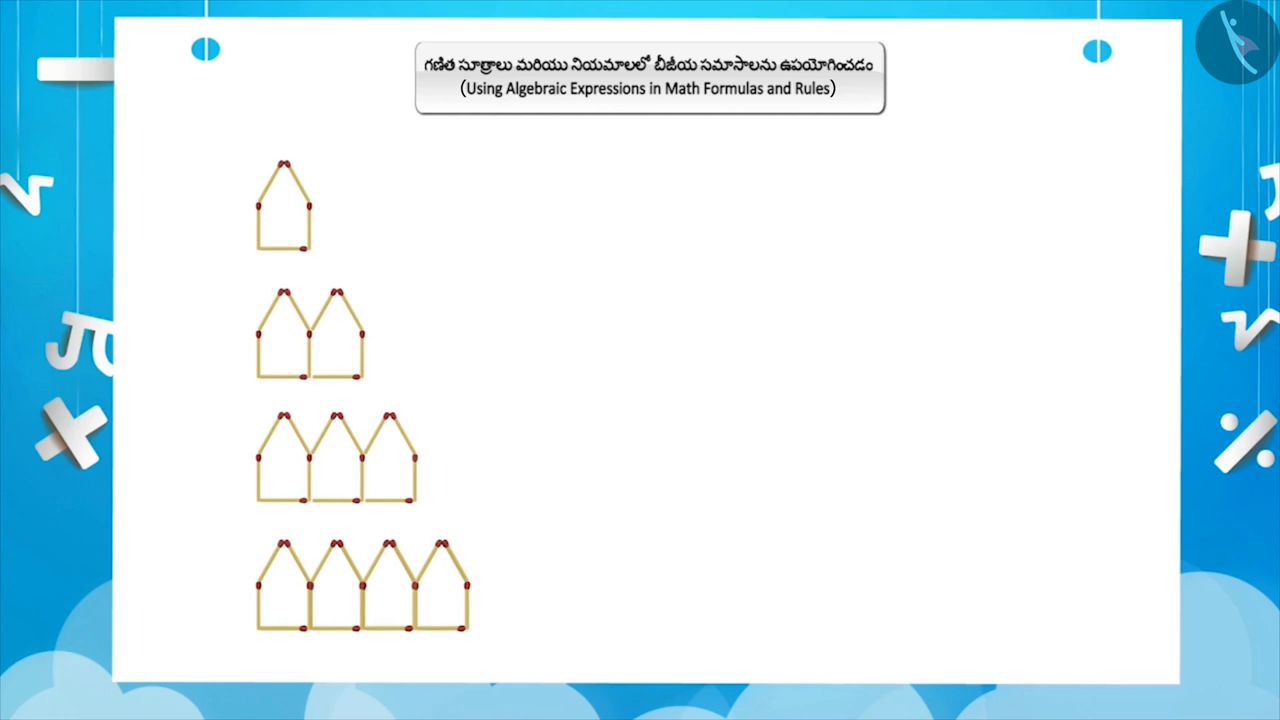 గణిత సూత్రాలు మరియు నియమాలలో బీజీయ సమాసాలను ఉపయోగించడం
(Using Algebraic Expressions in Math Formulas and Rules)